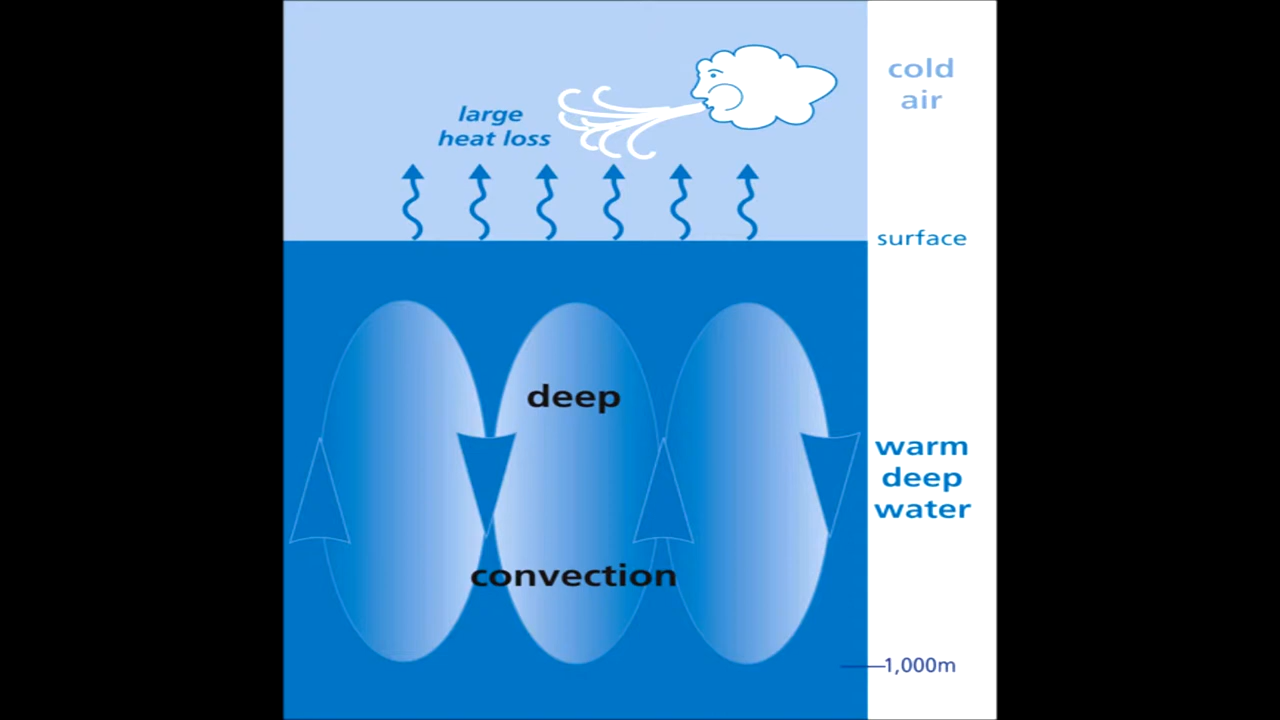 cold
air
large
heat loss
surface
deep
warm
deep
water
convection
1,000m